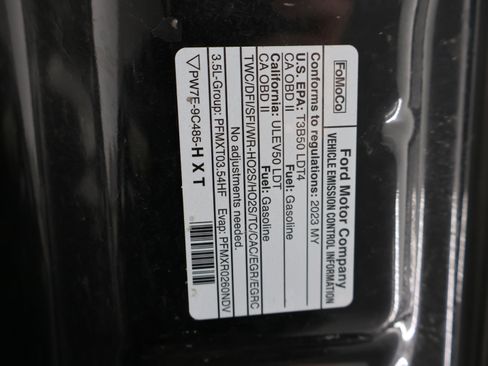 FoMoCo
Ford Motor Company
VEHICLE EMISSION CONTROL INFORMATION
Conforms to regulations: 2023 MY
U.S. EPA: T3B50 LDT4 Fuel: Gasoline
CA OBD II
California: ULEV50 LDT Fuel: Gasoline
CA OBD II
TWC/DFI/SFI/WR-HO2S/HO2S/TC/CAC/EGR/EGRC
No adjustments needed.
3.5L-Group: PFMXT03.54HF Evap: PFMXR0260NDV
PW7E-9C485-HXT